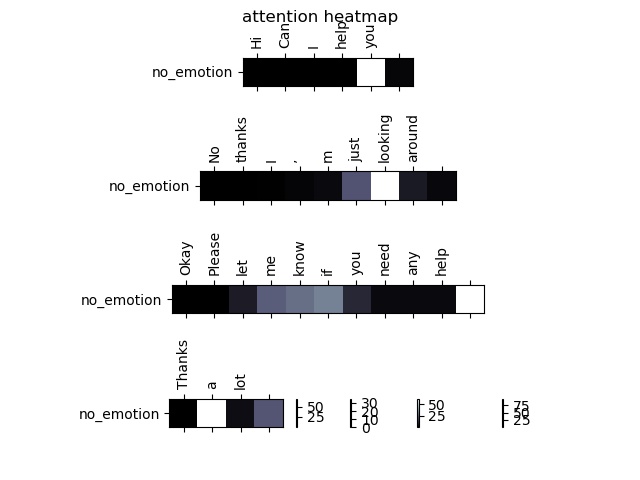 attention heatmap
Hi Can I help you
no_emotion
No thanks I , m just looking around
no_emotion
Okay Please let me know if you need any help
no_emotion
Thanks a lot
no_emotion
50 30 50 75
25 20 25 50
10 25
0